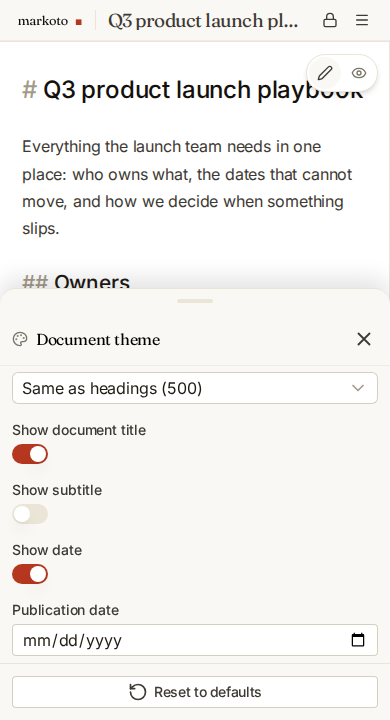 markoto
Q3 product launch pl…
# Q3 product launch playbook
Everything the launch team needs in one
place: who owns what, the dates that cannot
move, and how we decide when something
slips.
## Owners
Document theme
Same as headings (500)
Show document title
Show subtitle
Show date
Publication date
mm/dd/yyyy
Reset to defaults